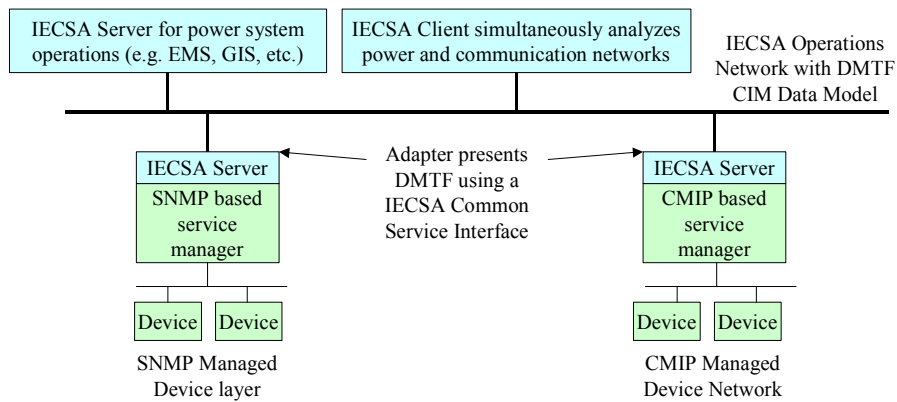 IECSA Server for power system
operations (e.g. EMS, GIS, etc.)
IECSA Client simultaneously analyzes
power and communication networks
IECSA Operations
Network with DMTF
CIM Data Model
IECSA Server
SNMP based
service
manager
Adapter presents
DMTF using a
IECSA Common
Service Interface
IECSA Server
CMIP based
service
manager
Device
Device
Device
Device
SNMP Managed
Device layer
CMIP Managed
Device Network